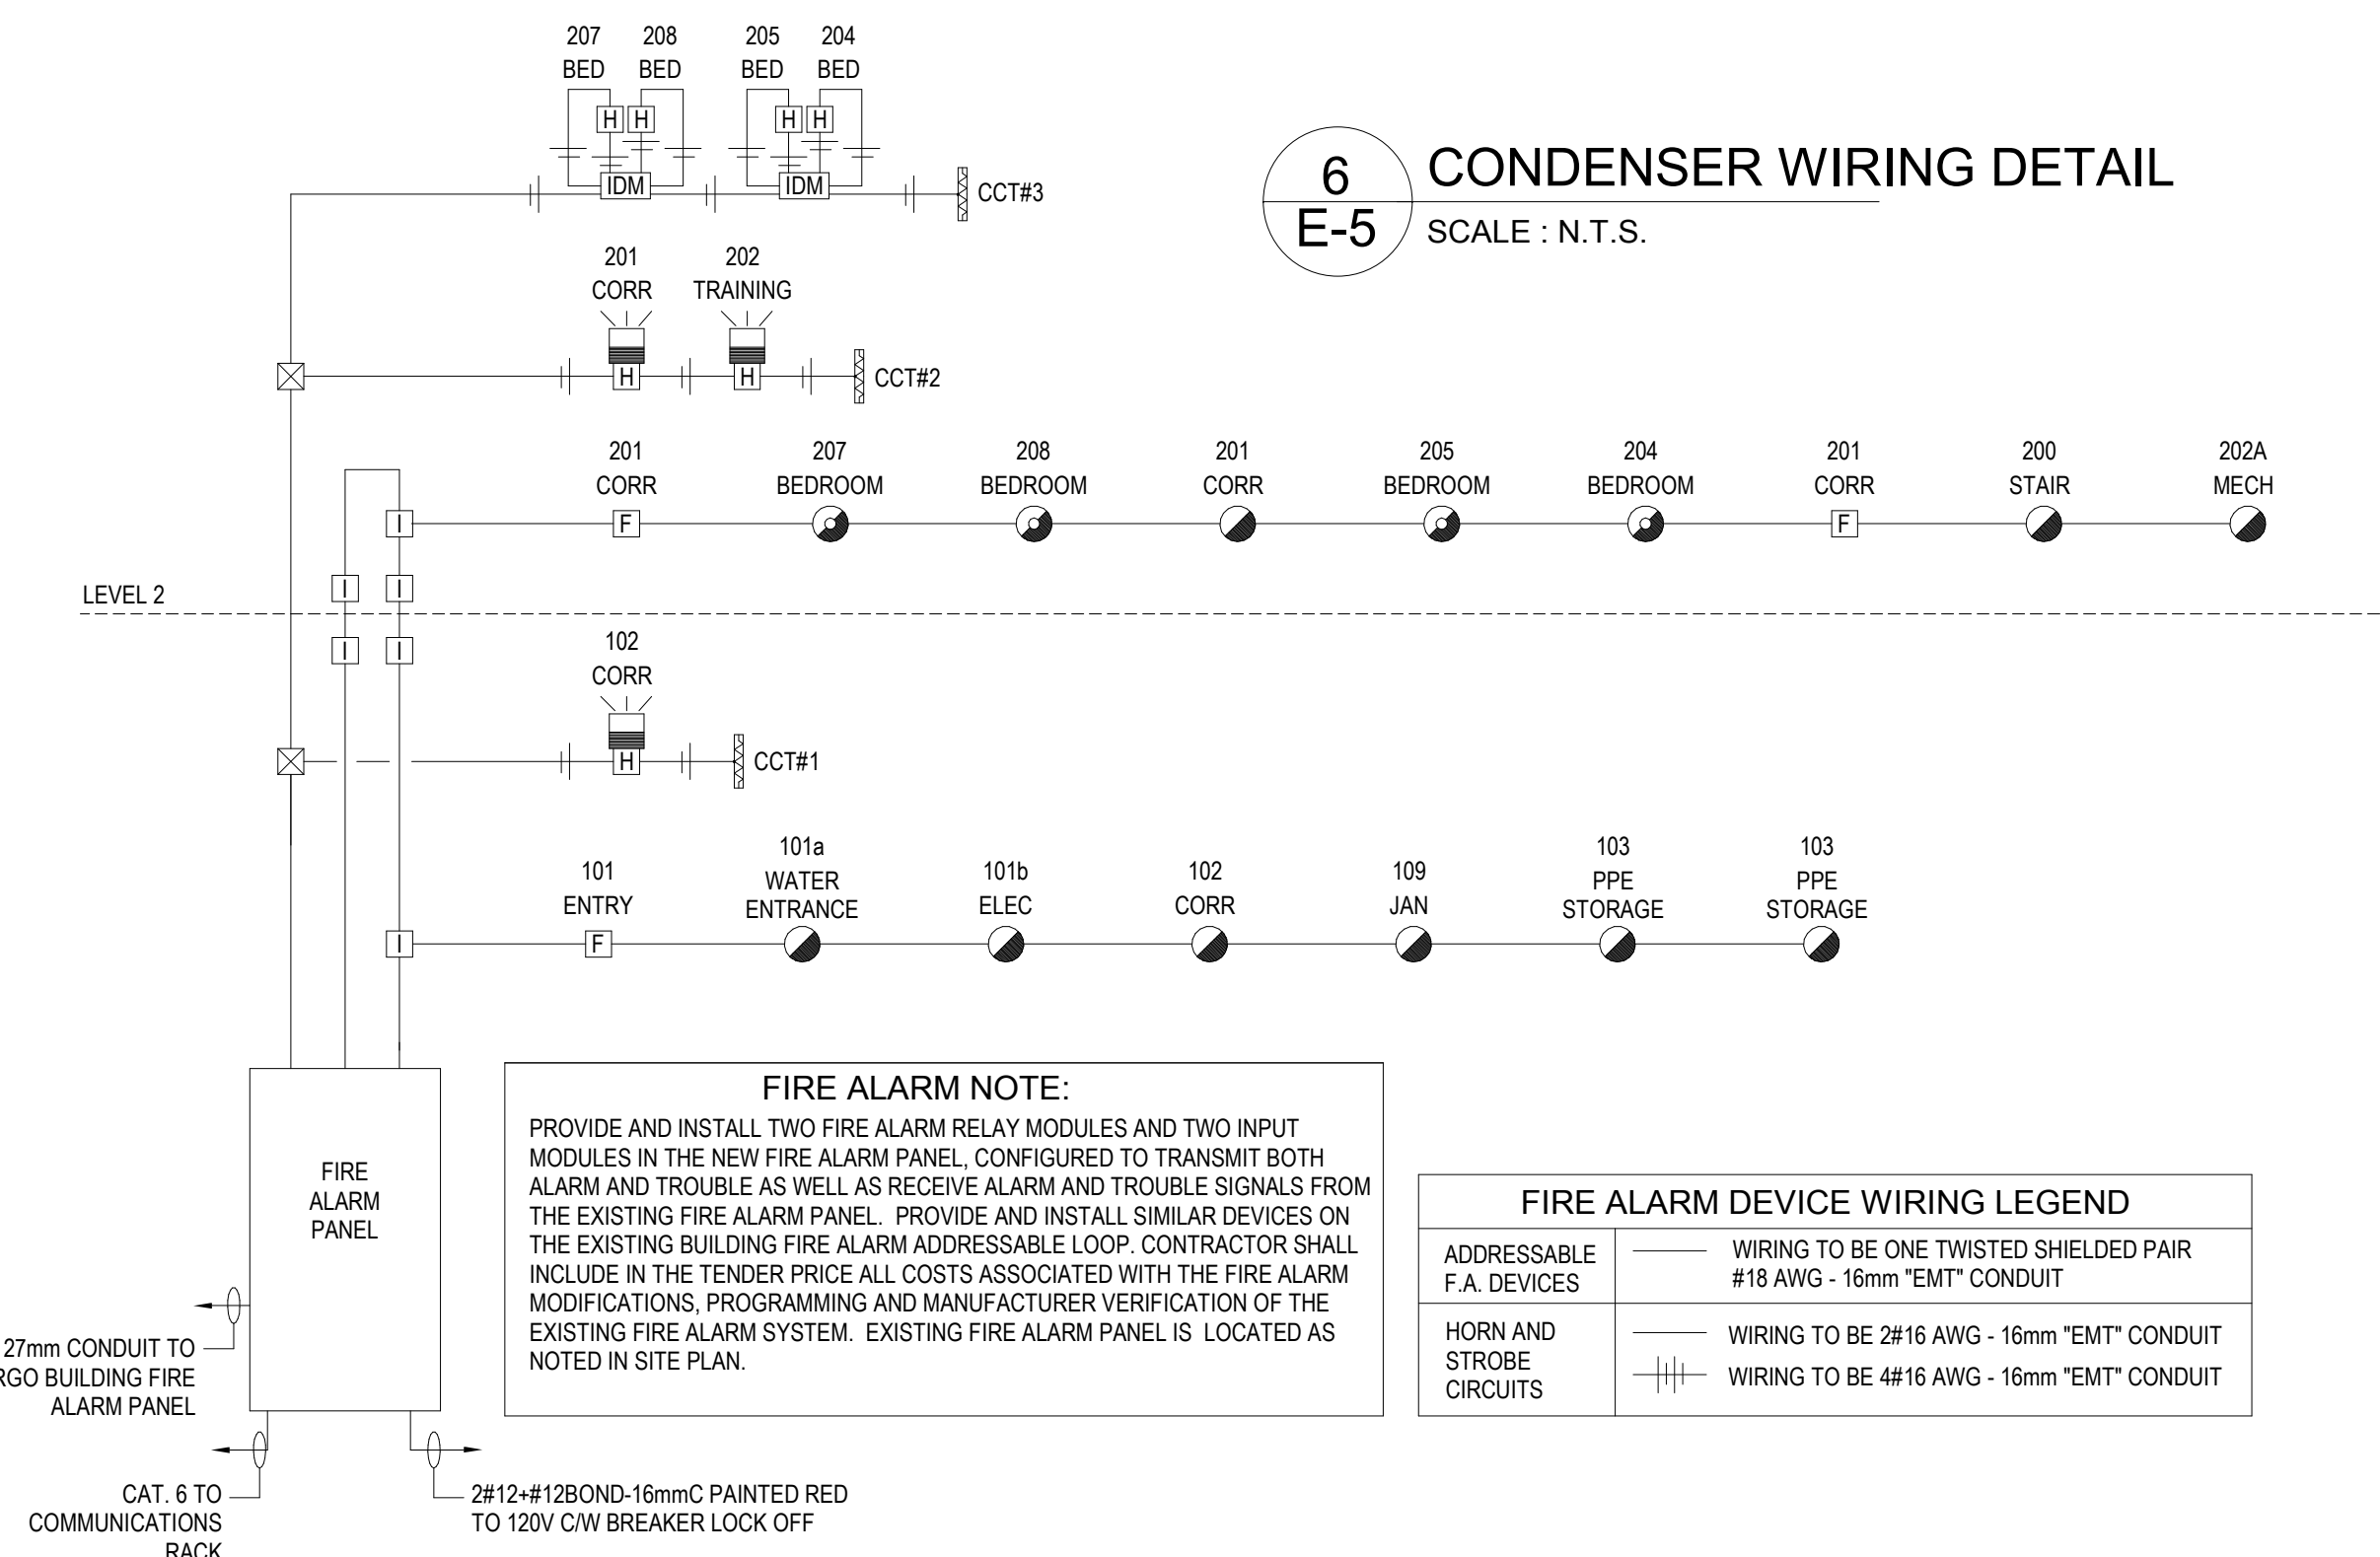 207 208 205 204
BED BED BED BED
H H H H
IDM IDM
CCT#3
6
E-5
CONDENSER WIRING DETAIL
SCALE : N.T.S.
201 202
CORR TRAINING
H H
CCT#2
201 207 208 201 205 204 201 200 202A
CORR BEDROOM BEDROOM CORR BEDROOM BEDROOM CORR STAIR MECH
I F F
I I
LEVEL 2
I I
102
CORR
H
CCT#1
101 101a 101b 102 109 103 103
ENTRY WATER ELEC CORR JAN PPE PPE
ENTRANCE STORAGE STORAGE
I F
FIRE
ALARM
PANEL
27mm CONDUIT TO
RGO BUILDING FIRE
ALARM PANEL
CAT. 6 TO
COMMUNICATIONS
RACK
2#12+#12BOND-16mmC PAINTED RED
TO 120V C/W BREAKER LOCK OFF
FIRE ALARM NOTE:
PROVIDE AND INSTALL TWO FIRE ALARM RELAY MODULES AND TWO INPUT
MODULES IN THE NEW FIRE ALARM PANEL, CONFIGURED TO TRANSMIT BOTH
ALARM AND TROUBLE AS WELL AS RECEIVE ALARM AND TROUBLE SIGNALS FROM
THE EXISTING FIRE ALARM PANEL. PROVIDE AND INSTALL SIMILAR DEVICES ON
THE EXISTING BUILDING FIRE ALARM ADDRESSABLE LOOP. CONTRACTOR SHALL
INCLUDE IN THE TENDER PRICE ALL COSTS ASSOCIATED WITH THE FIRE ALARM
MODIFICATIONS, PROGRAMMING AND MANUFACTURER VERIFICATION OF THE
EXISTING FIRE ALARM SYSTEM. EXISTING FIRE ALARM PANEL IS LOCATED AS
NOTED IN SITE PLAN.
FIRE ALARM DEVICE WIRING LEGEND
ADDRESSABLE
F.A. DEVICES
WIRING TO BE ONE TWISTED SHIELDED PAIR
#18 AWG - 16mm "EMT" CONDUIT
HORN AND
STROBE
CIRCUITS
WIRING TO BE 2#16 AWG - 16mm "EMT" CONDUIT
WIRING TO BE 4#16 AWG - 16mm "EMT" CONDUIT